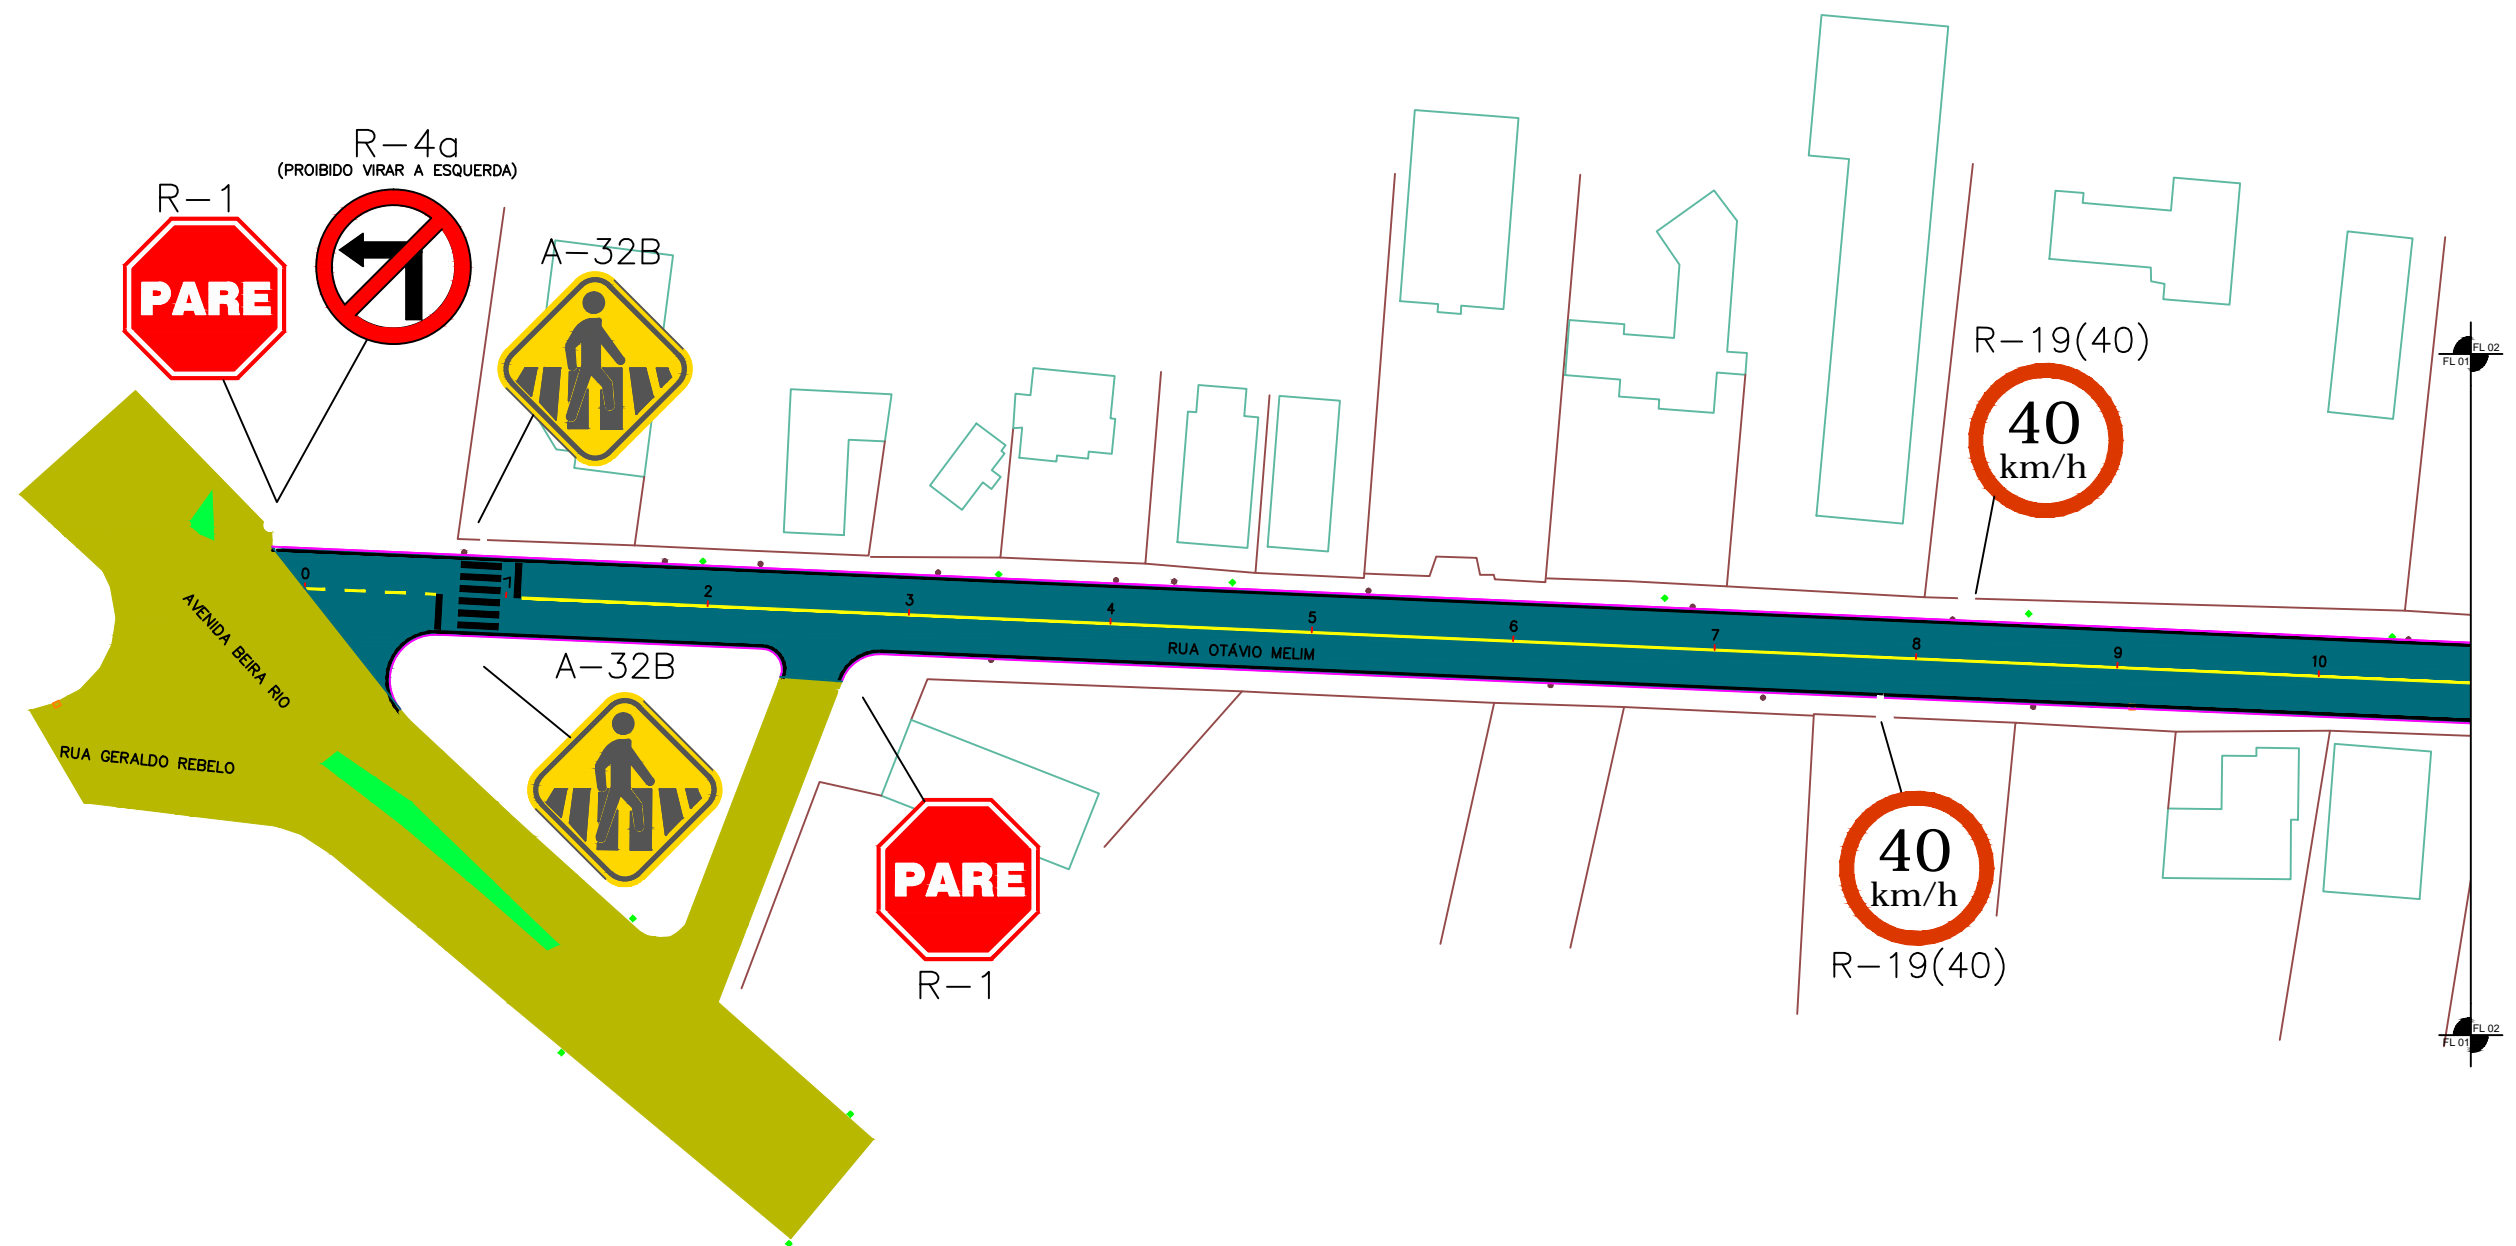 R-4a
(PROIBIDO VIRAR A ESQUERDA)
R-1
PARE
A-32B
R-19(40)
40
km/h
FL 02
FL 01
0
1
2
3
4
5
6
7
8
9
10
RUA OTÁVIO MELIM
AVENIDA BEIRA RIO
RUA GERALDO REBELO
A-32B
PARE
R-1
40
km/h
R-19(40)
FL 02
FL 01